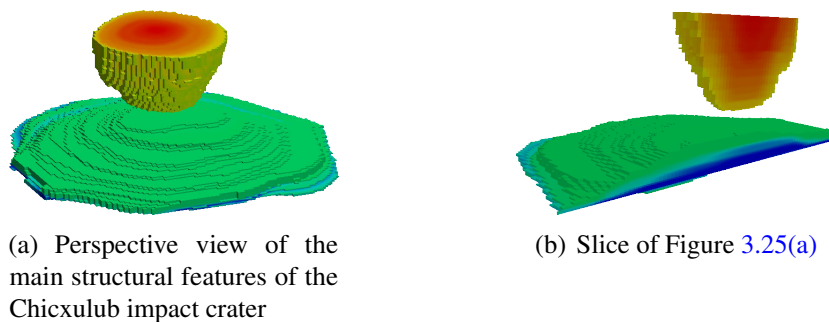 (a) Perspective view of the
main structural features of the
Chicxulub impact crater
(b) Slice of Figure 3.25(a)